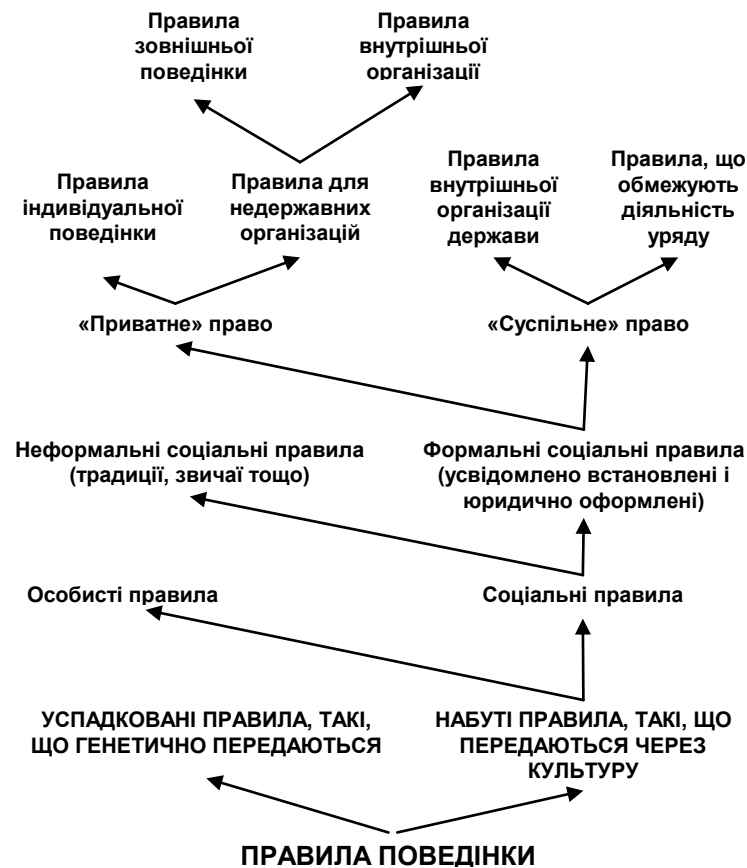 Правила
зовнішньої
поведінки
Правила
внутрішньої
організації
Правила
індивідуальної
поведінки
Правила для
недержавних
організацій
Правила
внутрішньої
організації
держави
Правила, що
обмежують
діяльність
уряду
«Приватне» право
«Суспільне» право
Неформальні соціальні правила
(традиції, звичаї тощо)
Формальні соціальні правила
(усвідомлено встановлені і
юридично оформлені)
Особисті правила
Соціальні правила
УСПАДКОВАНІ ПРАВИЛА, ТАКІ,
ЩО ГЕНЕТИЧНО ПЕРЕДАЮТЬСЯ
НАБУТІ ПРАВИЛА, ТАКІ, ЩО
ПЕРЕДАЮТЬСЯ ЧЕРЕЗ
КУЛЬТУРУ
ПРАВИЛА ПОВЕДІНКИ